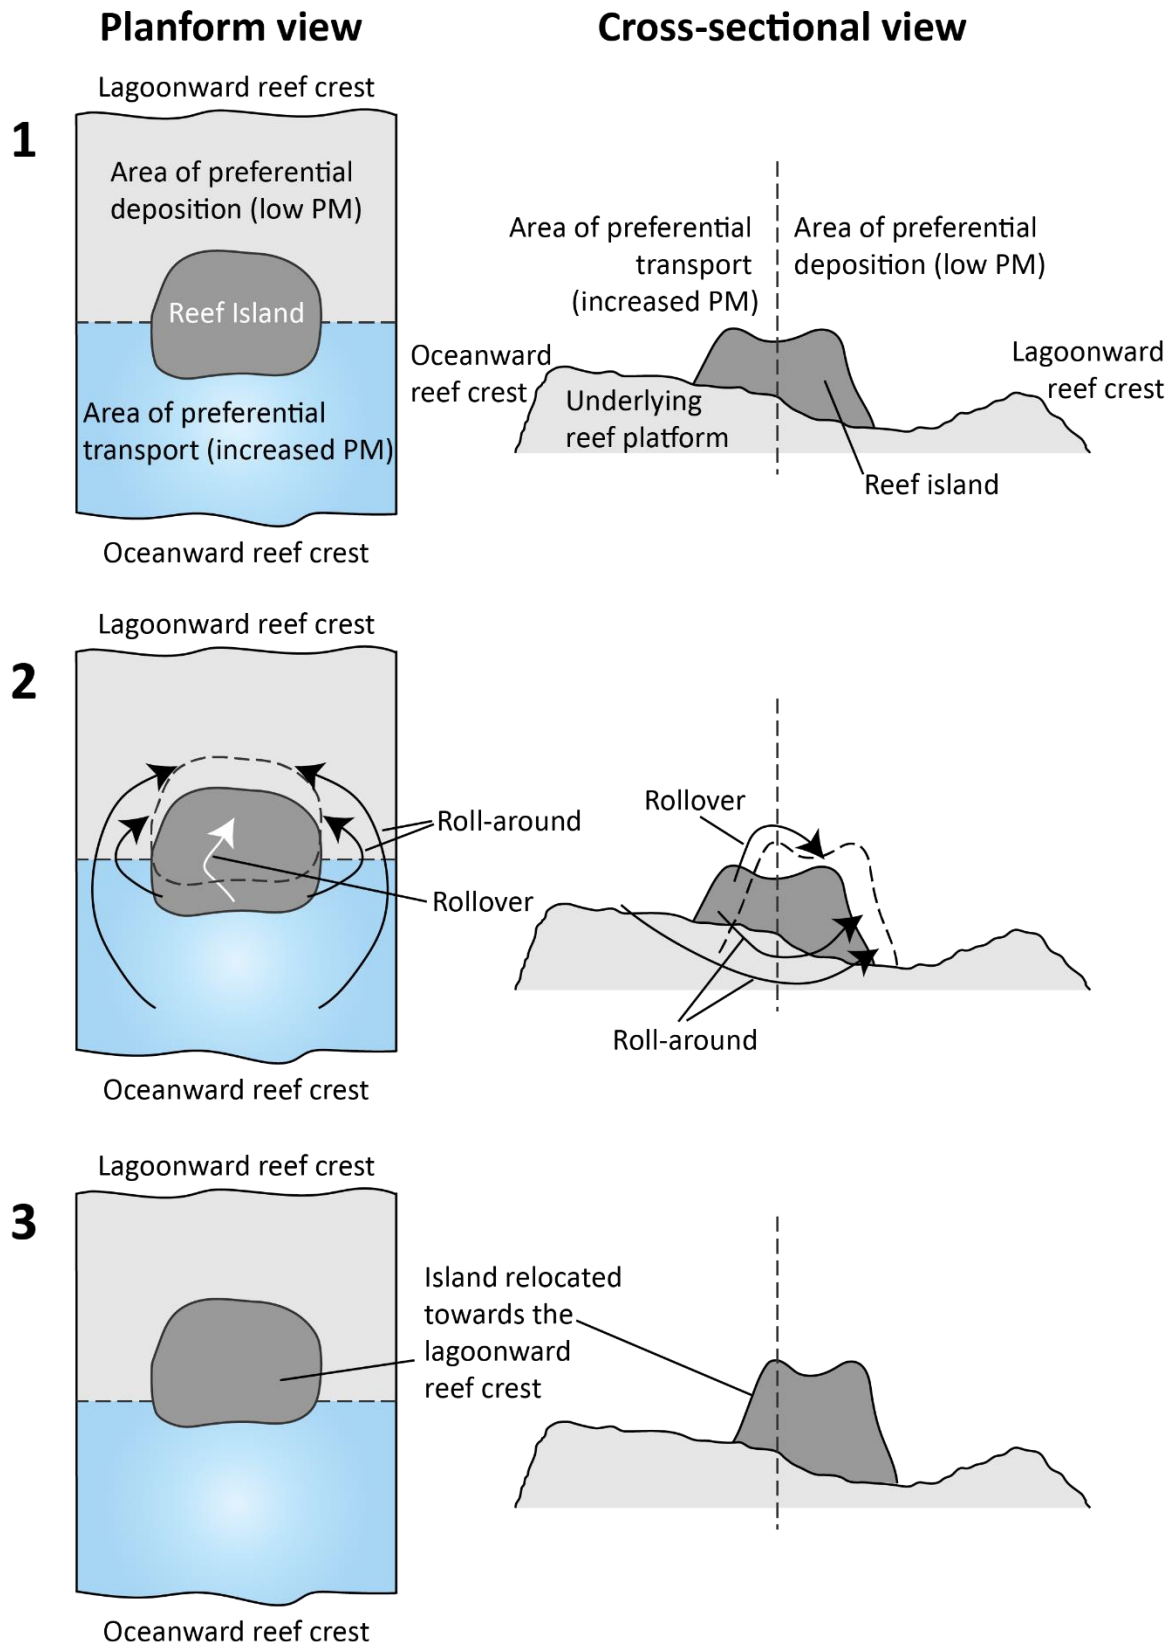 Planform view
Cross-sectional view
1
Lagoonward reef crest
Area of preferential
deposition (low PM)
Reef Island
Area of preferential
transport (increased PM)
Oceanward reef crest
Area of preferential
transport
(increased PM)
Area of preferential
deposition (low PM)
Oceanward
reef crest
Lagoonward
reef crest
Underlying
reef platform
Reef island
2
Lagoonward reef crest
Roll-around
Rollover
Oceanward reef crest
Rollover
Roll-around
3
Lagoonward reef crest
Island relocated
towards the
lagoonward
reef crest
Oceanward reef crest